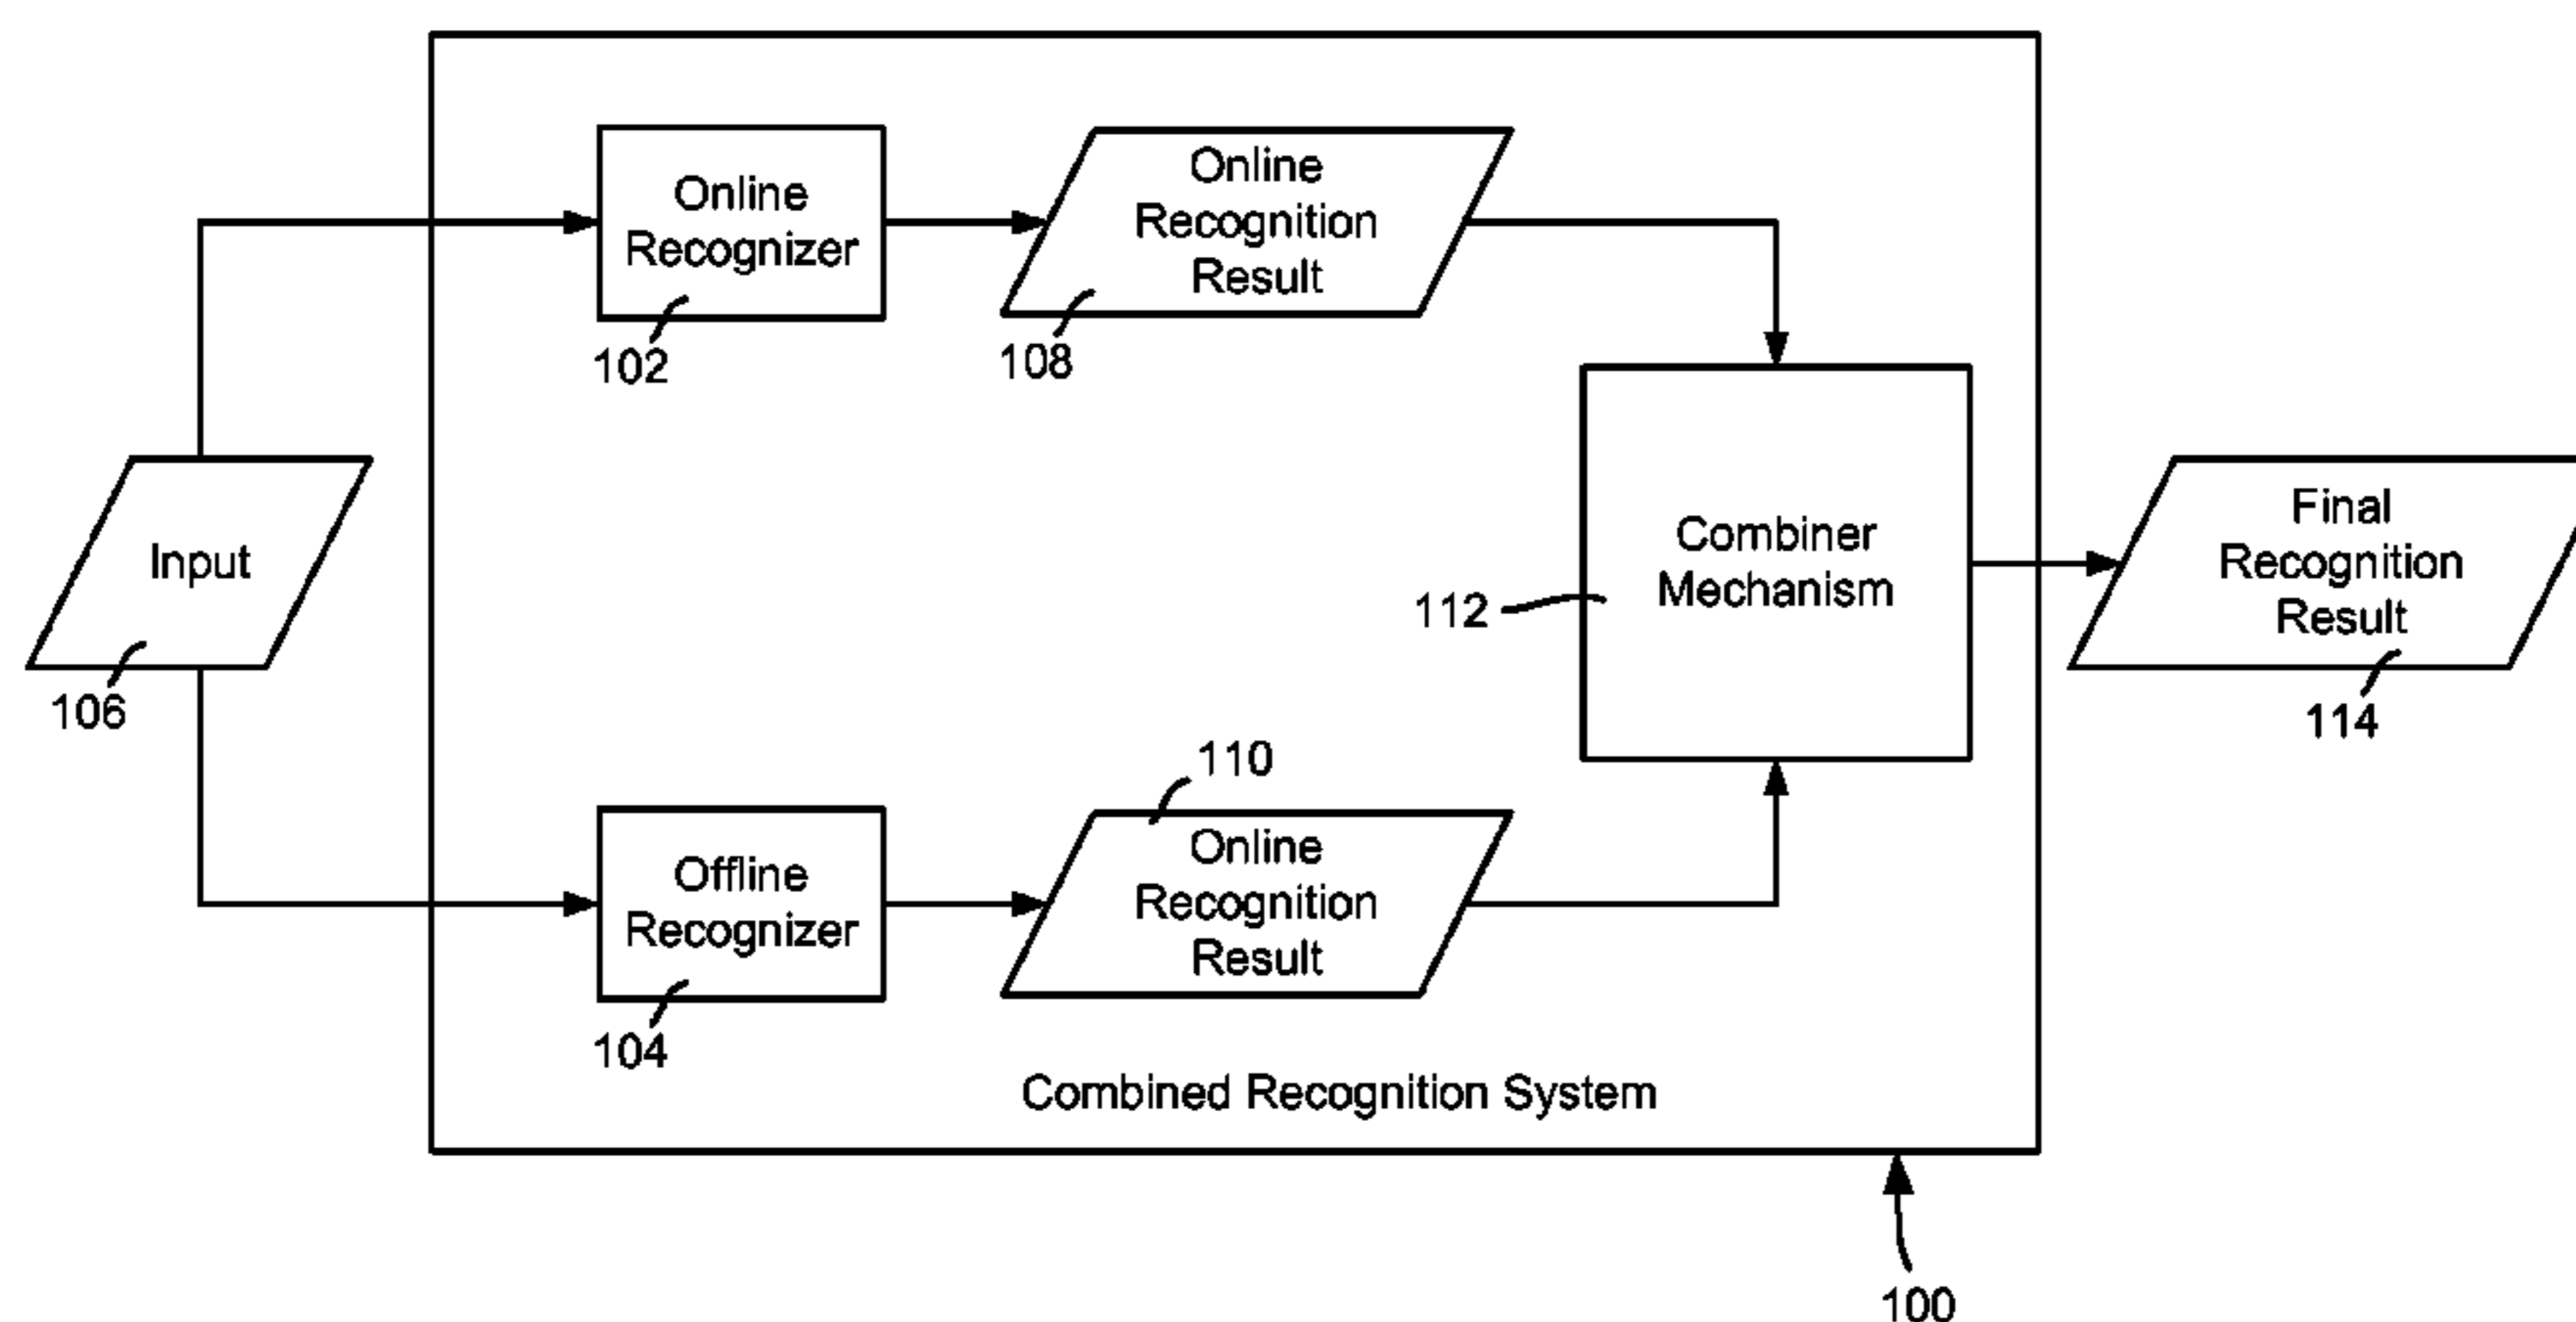 Online
Recognizer
102
Online
Recognition
Result
108
Input
106
Combiner
Mechanism
112
Final
Recognition
Result
114
Offline
Recognizer
104
110
Online
Recognition
Result
Combined Recognition System
100